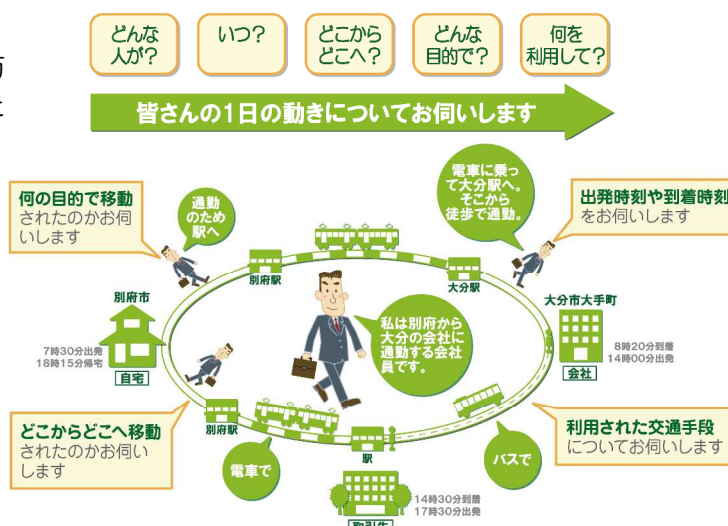 どんな
人が?
いつ?
どこから
どこへ?
どんな
目的で?
何を
利用して?
皆さんの1日の動きについてお伺いします
何の目的で移動
されたのかお伺
いします
通勤
のため
駅へ
電車に乗っ
て大分駅へ。
そこから
徒歩で通勤。
出発時刻や到着時刻
をお伺いします
別府駅
大分駅
別府市
大分市大手町
私は別府から
大分の会社に
通勤する会社
員です。
7時30分出発
18時15分帰宅
自宅
8時20分到着
14時00分出発
会社
どこからどこへ移動
されたのかお伺い
します
別府駅
電車で
駅
バスで
利用された交通手段
についてお伺いします
14時30分到着
17時30分出発
取引先